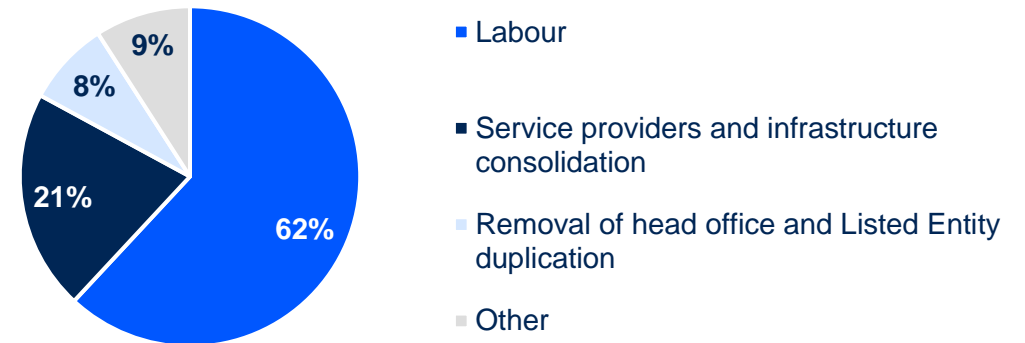 9%
8%
21%
62%
Labour
Service providers and infrastructure
consolidation
Removal of head office and Listed Entity
duplication
Other